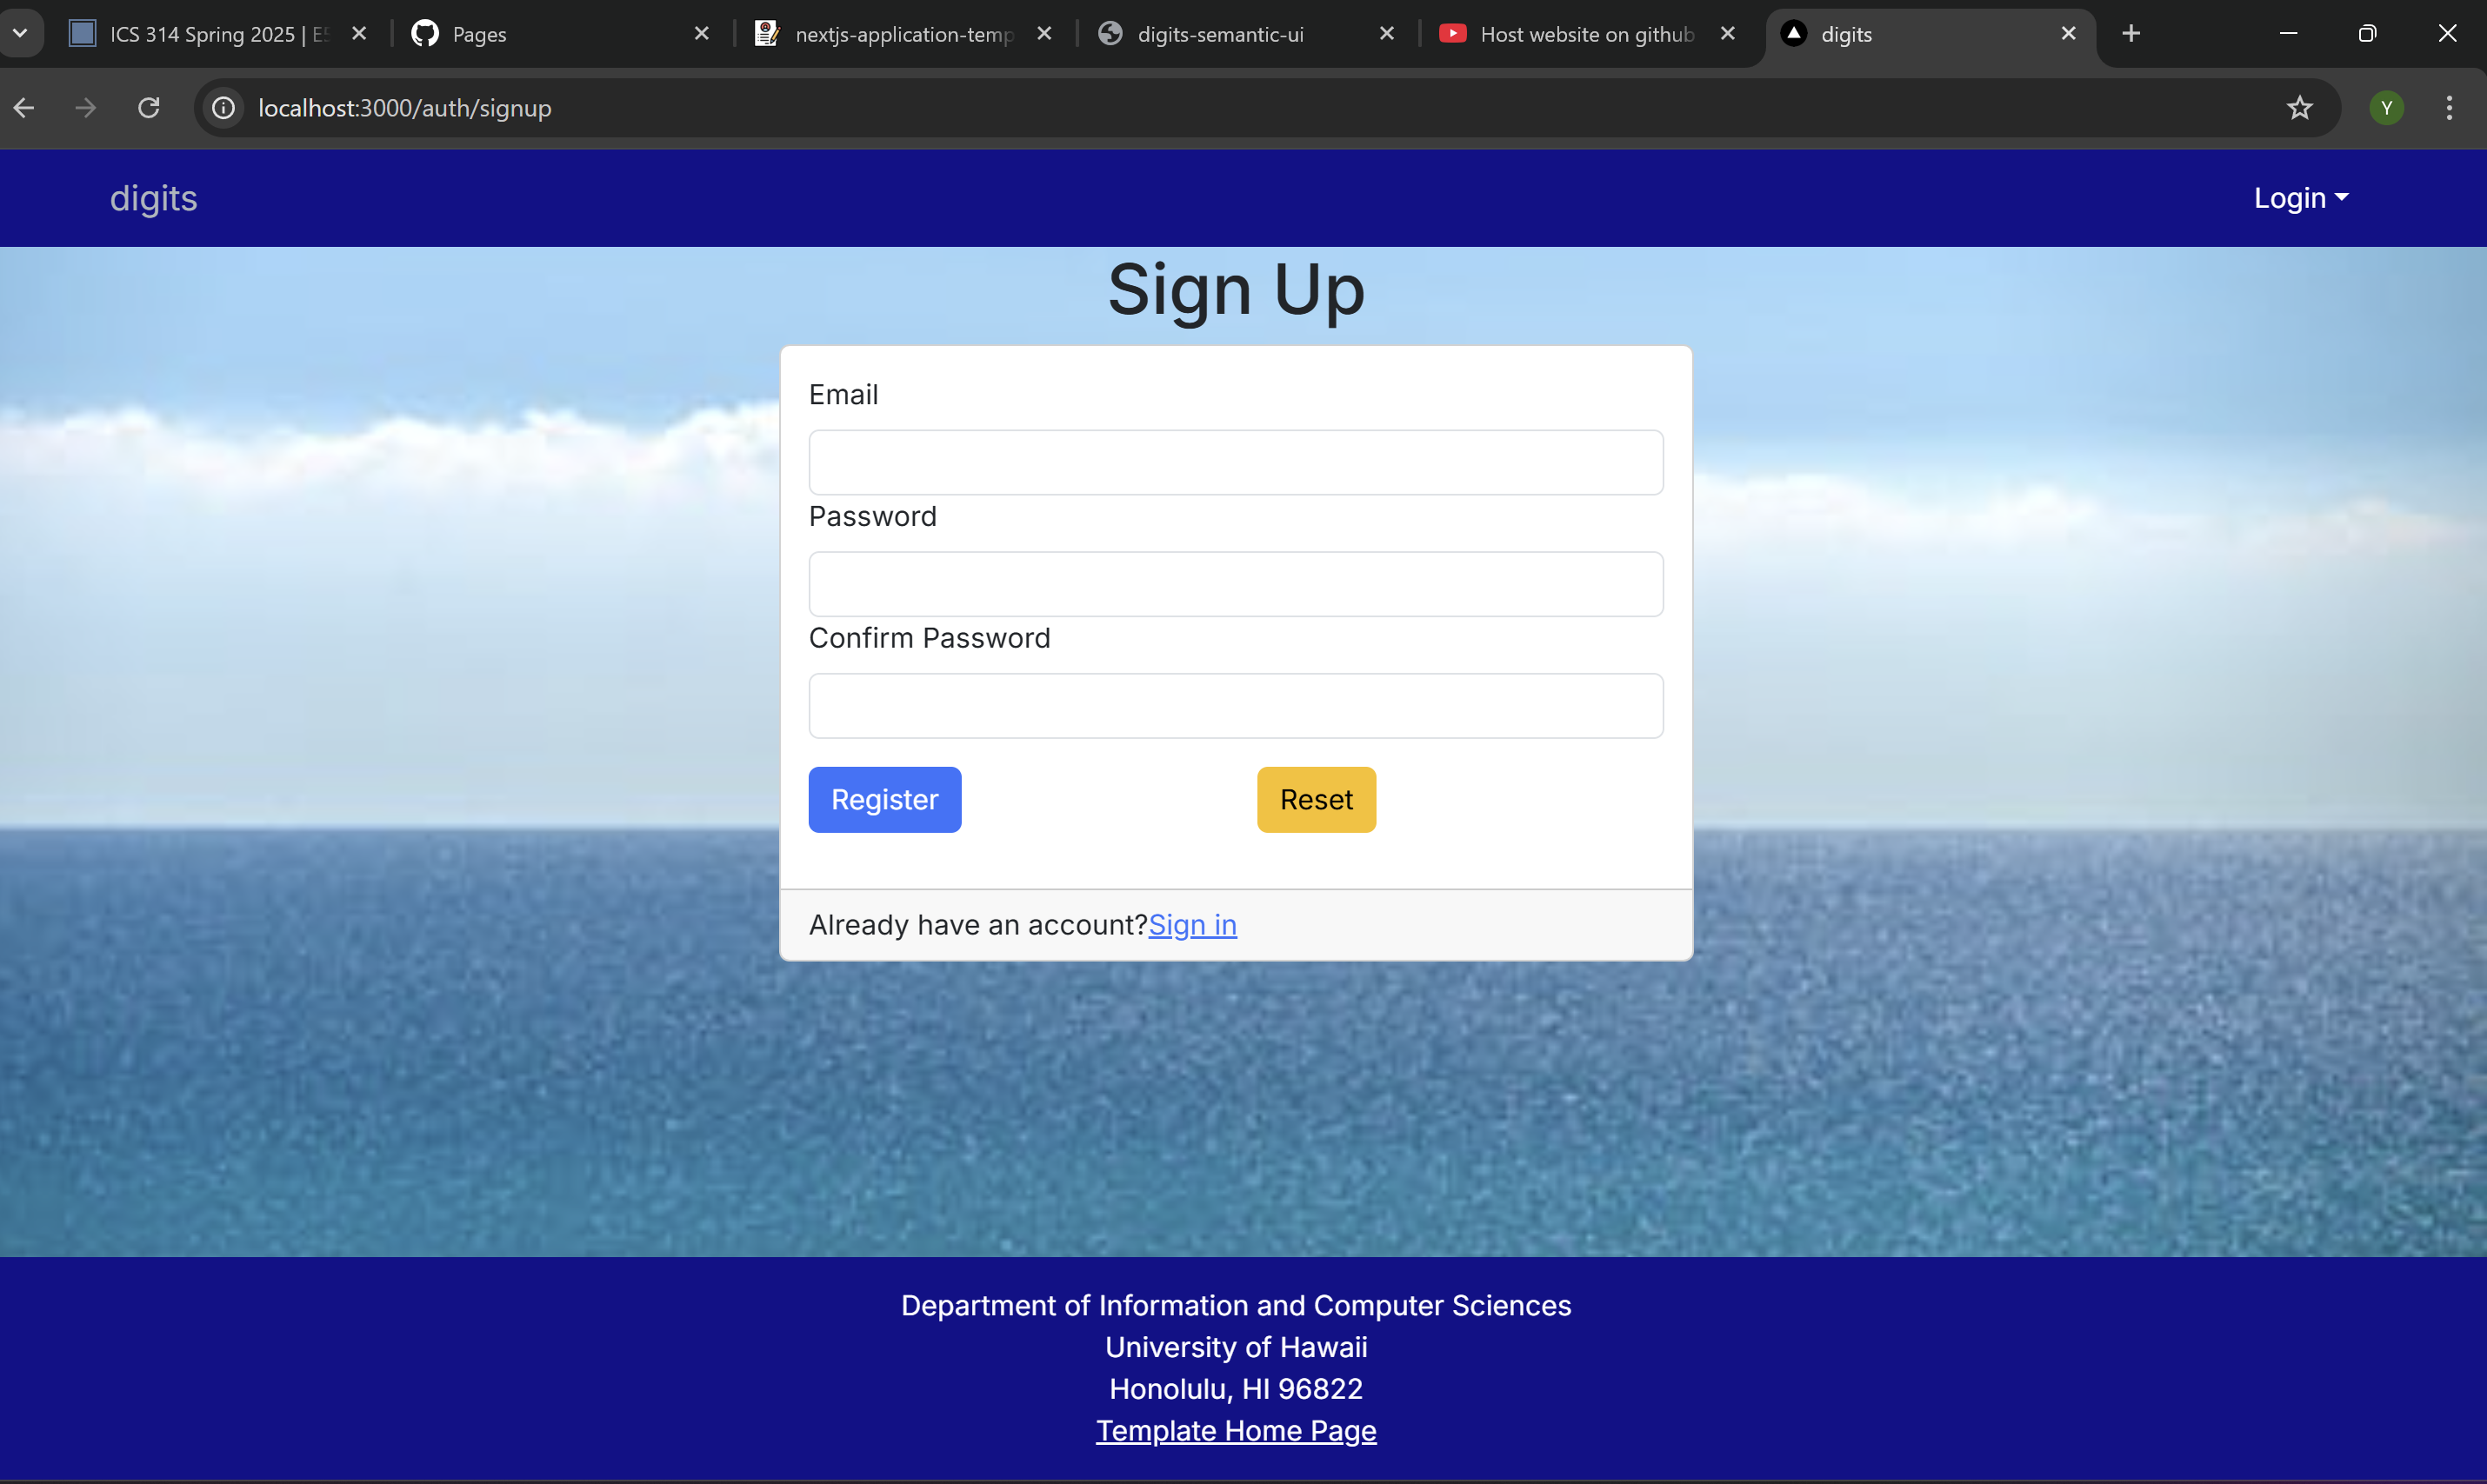 ICS 314 Spring 2025 | E5
Pages
nextjs-application-temp
digits-semantic-ui
Host website on github
digits
localhost:3000/auth/signup
Y
digits
Login
Sign Up
Email
Password
Confirm Password
Register
Reset
Already have an account?Sign in
Department of Information and Computer Sciences
University of Hawaii
Honolulu, HI 96822
Template Home Page